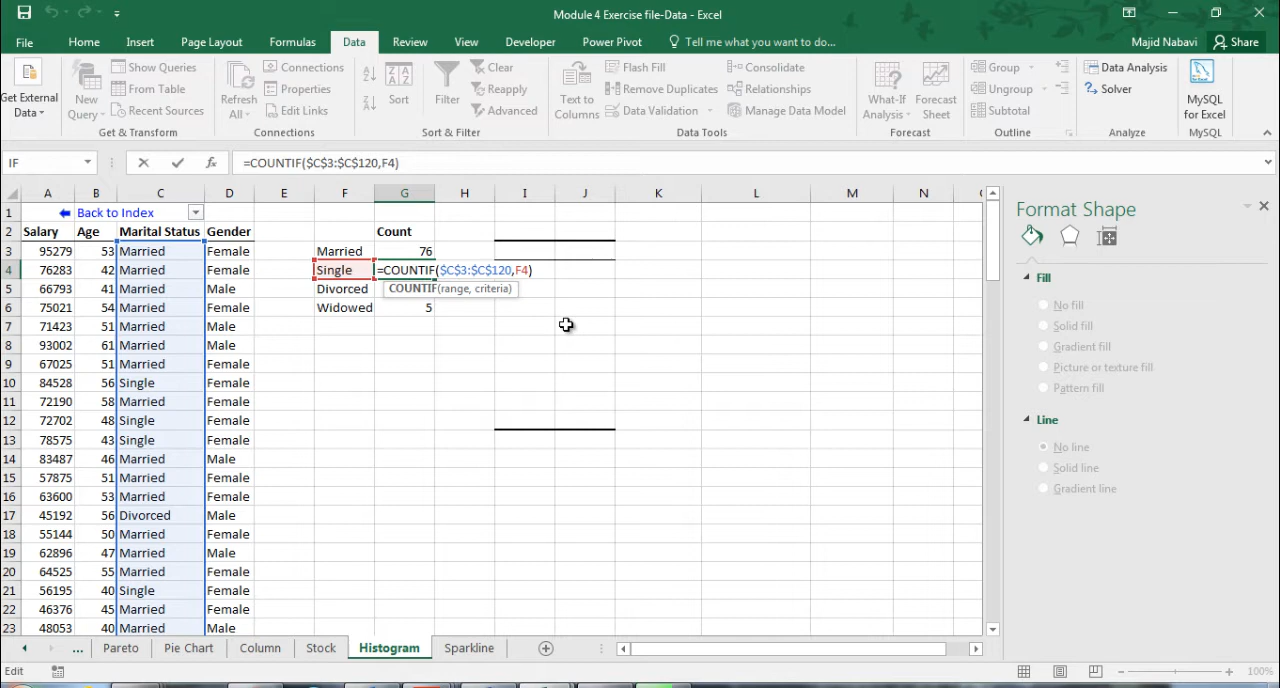 Module 4 Exercise file-Data - Excel
File Home Insert Page Layout Formulas Data Review View Developer Power Pivot Tell me what you want to do... Majid Nabavi Share
Get External Data
New Query
Show Queries
From Table
Recent Sources
Get & Transform
Refresh All
Connections
Properties
Edit Links
Connections
Sort
Filter
Clear
Reapply
Advanced
Sort & Filter
Text to Columns
Flash Fill
Remove Duplicates
Data Validation
Consolidate
Relationships
Manage Data Model
Data Tools
What-If Analysis
Forecast Sheet
Forecast
Group
Ungroup
Subtotal
Outline
Data Analysis
Solver
Analyze
MySQL for Excel
MySQL
IF fx =COUNTIF($C$3:$C$120,F4)
A B C D E F G H I J K L M N
1 Back to Index
2 Salary Age Marital Status Gender Count
3 95279 53 Married Female Married 76
4 76283 42 Married Female Single =COUNTIF($C$3:$C$120,F4)
5 66793 41 Married Male Divorced COUNTIF(range, criteria)
6 75021 54 Married Female Widowed 5
7 71423 51 Married Male
8 93002 61 Married Male
9 67025 51 Married Female
10 84528 56 Single Female
11 72190 58 Married Female
12 72702 48 Single Female
13 78575 43 Single Female
14 83487 46 Married Male
15 57875 51 Married Female
16 63600 53 Married Female
17 45192 56 Divorced Male
18 55144 50 Married Female
19 62896 47 Married Male
20 64525 55 Married Female
21 56195 40 Single Female
22 46376 45 Married Female
23 48053 40 Married Male
Format Shape
Fill
No fill
Solid fill
Gradient fill
Picture or texture fill
Pattern fill
Line
No line
Solid line
Gradient line
... Pareto Pie Chart Column Stock Histogram Sparkline
Edit 100%